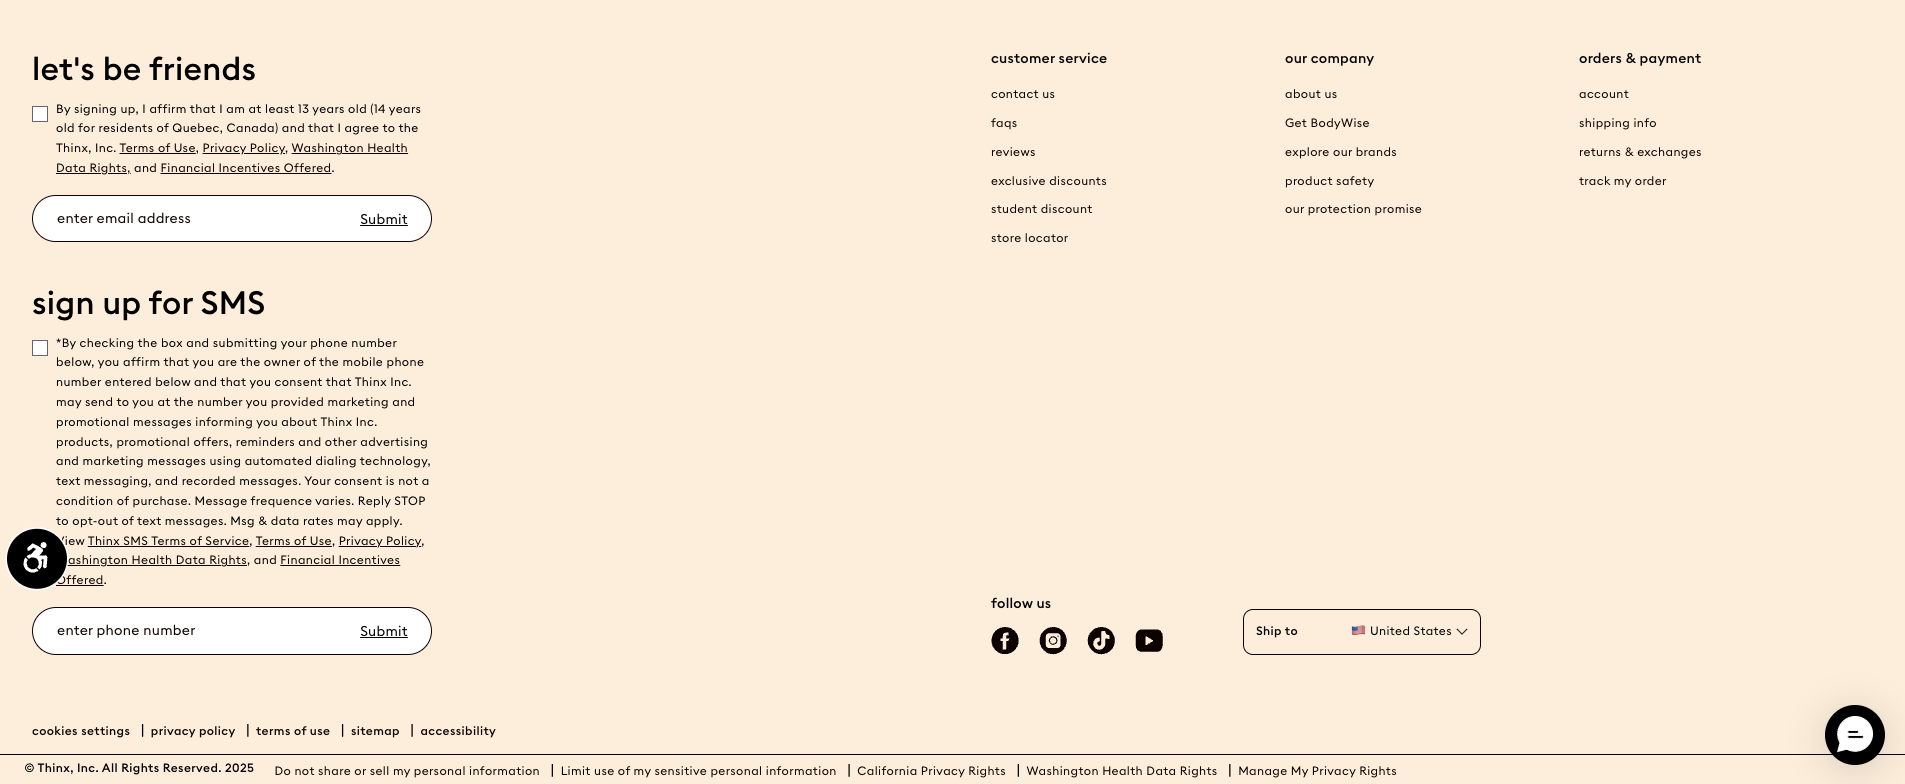 let's be friends
By signing up, I affirm that I am at least 13 years old (14 years
old for residents of Quebec, Canada) and that I agree to the
Thinx, Inc. Terms of Use, Privacy Policy, Washington Health
Data Rights, and Financial Incentives Offered.
enter email address Submit
sign up for SMS
*By checking the box and submitting your phone number
below, you affirm that you are the owner of the mobile phone
number entered below and that you consent that Thinx Inc.
may send to you at the number you provided marketing and
promotional messages informing you about Thinx Inc.
products, promotional offers, reminders and other advertising
and marketing messages using automated dialing technology,
text messaging, and recorded messages. Your consent is not a
condition of purchase. Message frequence varies. Reply STOP
to opt-out of text messages. Msg & data rates may apply.
View Thinx SMS Terms of Service, Terms of Use, Privacy Policy,
Washington Health Data Rights, and Financial Incentives
Offered.
enter phone number Submit
customer service
contact us
faqs
reviews
exclusive discounts
student discount
store locator
our company
about us
Get BodyWise
explore our brands
product safety
our protection promise
orders & payment
account
shipping info
returns & exchanges
track my order
follow us
Ship to United States
cookies settings | privacy policy | terms of use | sitemap | accessibility
© Thinx, Inc. All Rights Reserved. 2025 Do not share or sell my personal information | Limit use of my sensitive personal information | California Privacy Rights | Washington Health Data Rights | Manage My Privacy Rights